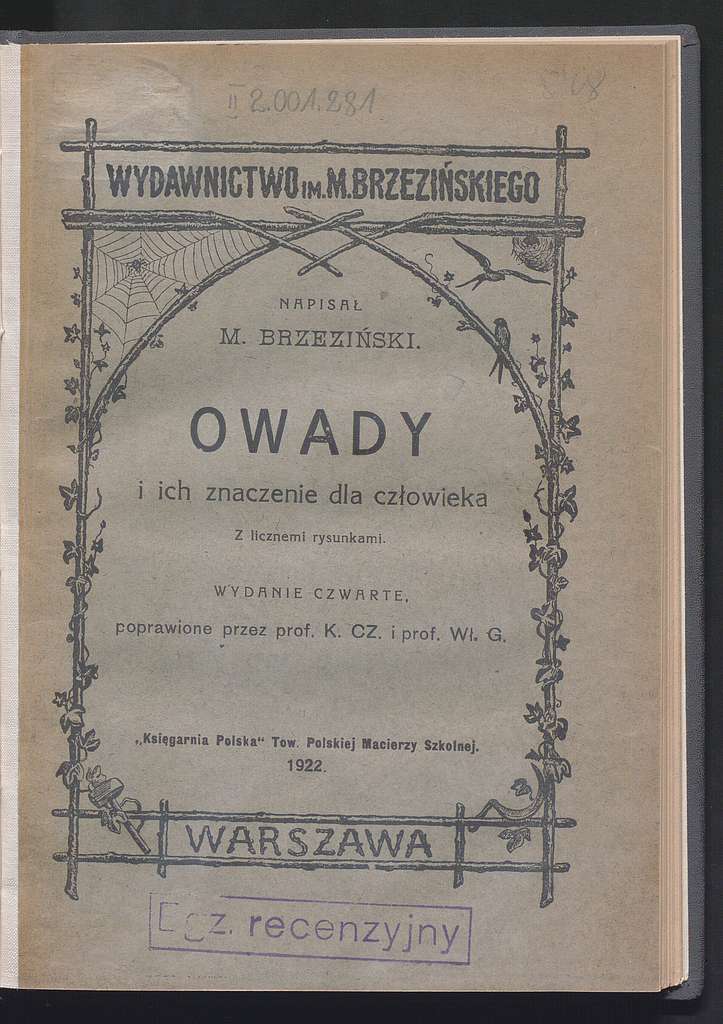 II 2.001.281
WYDAWNICTWO IM. M. BRZEZIŃSKIEGO
NAPISAŁ
M. BRZEZIŃSKI.
OWADY
i ich znaczenie dla człowieka
Z licznemi rysunkami.
WYDANIE CZWARTE,
poprawione przez prof. K. CZ. i prof. Wł. G.
„Księgarnia Polska“ Tow. Polskiej Macierzy Szkolnej.
1922.
WARSZAWA
Egz. recenzyjny